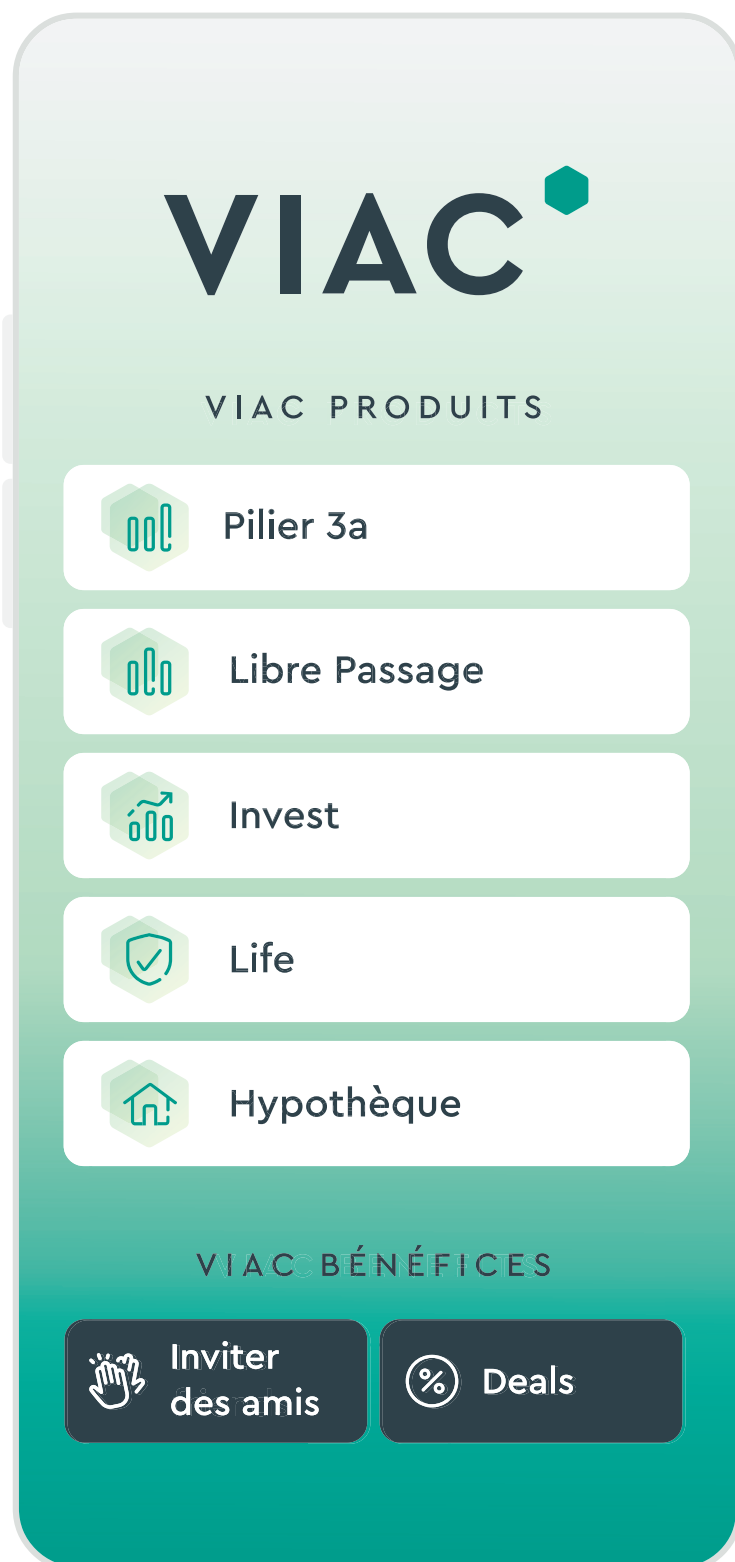 VIAC
VIAC PRODUITS
Pilier 3a
Libre Passage
Invest
Life
Hypothèque
VIAC BÉNÉFICES
Inviter
des amis
Deals